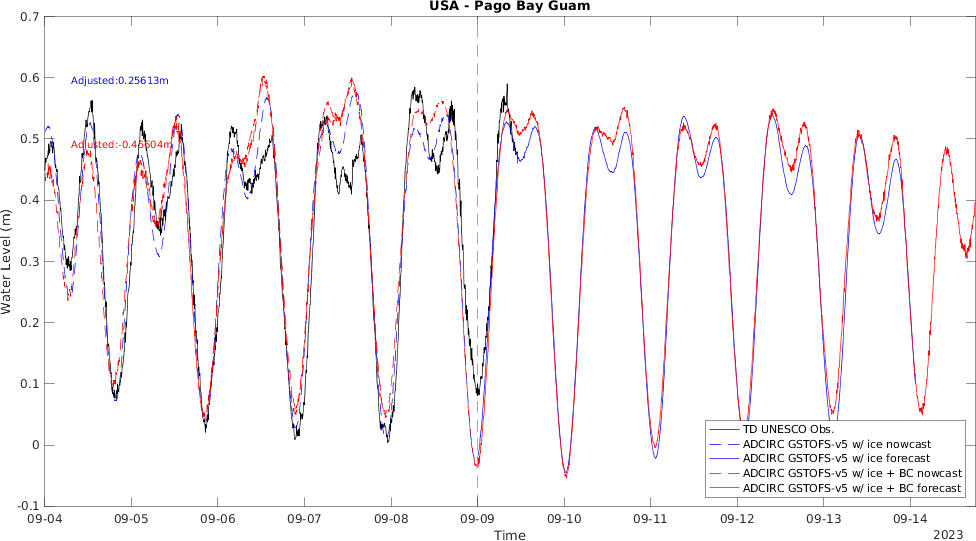 USA - Pago Bay Guam
0.7
0.6
0.5
0.4
0.3
0.2
0.1
0
-0.1
Water Level (m)
Adjusted:0.25613m
Adjusted:-0.46604m
TD UNESCO Obs.
ADCIRC GSTOFS-v5 w/ ice nowcast
ADCIRC GSTOFS-v5 w/ ice forecast
ADCIRC GSTOFS-v5 w/ ice + BC nowcast
ADCIRC GSTOFS-v5 w/ ice + BC forecast
09-04 09-05 09-06 09-07 09-08 09-09 09-10 09-11 09-12 09-13 09-14
Time
2023